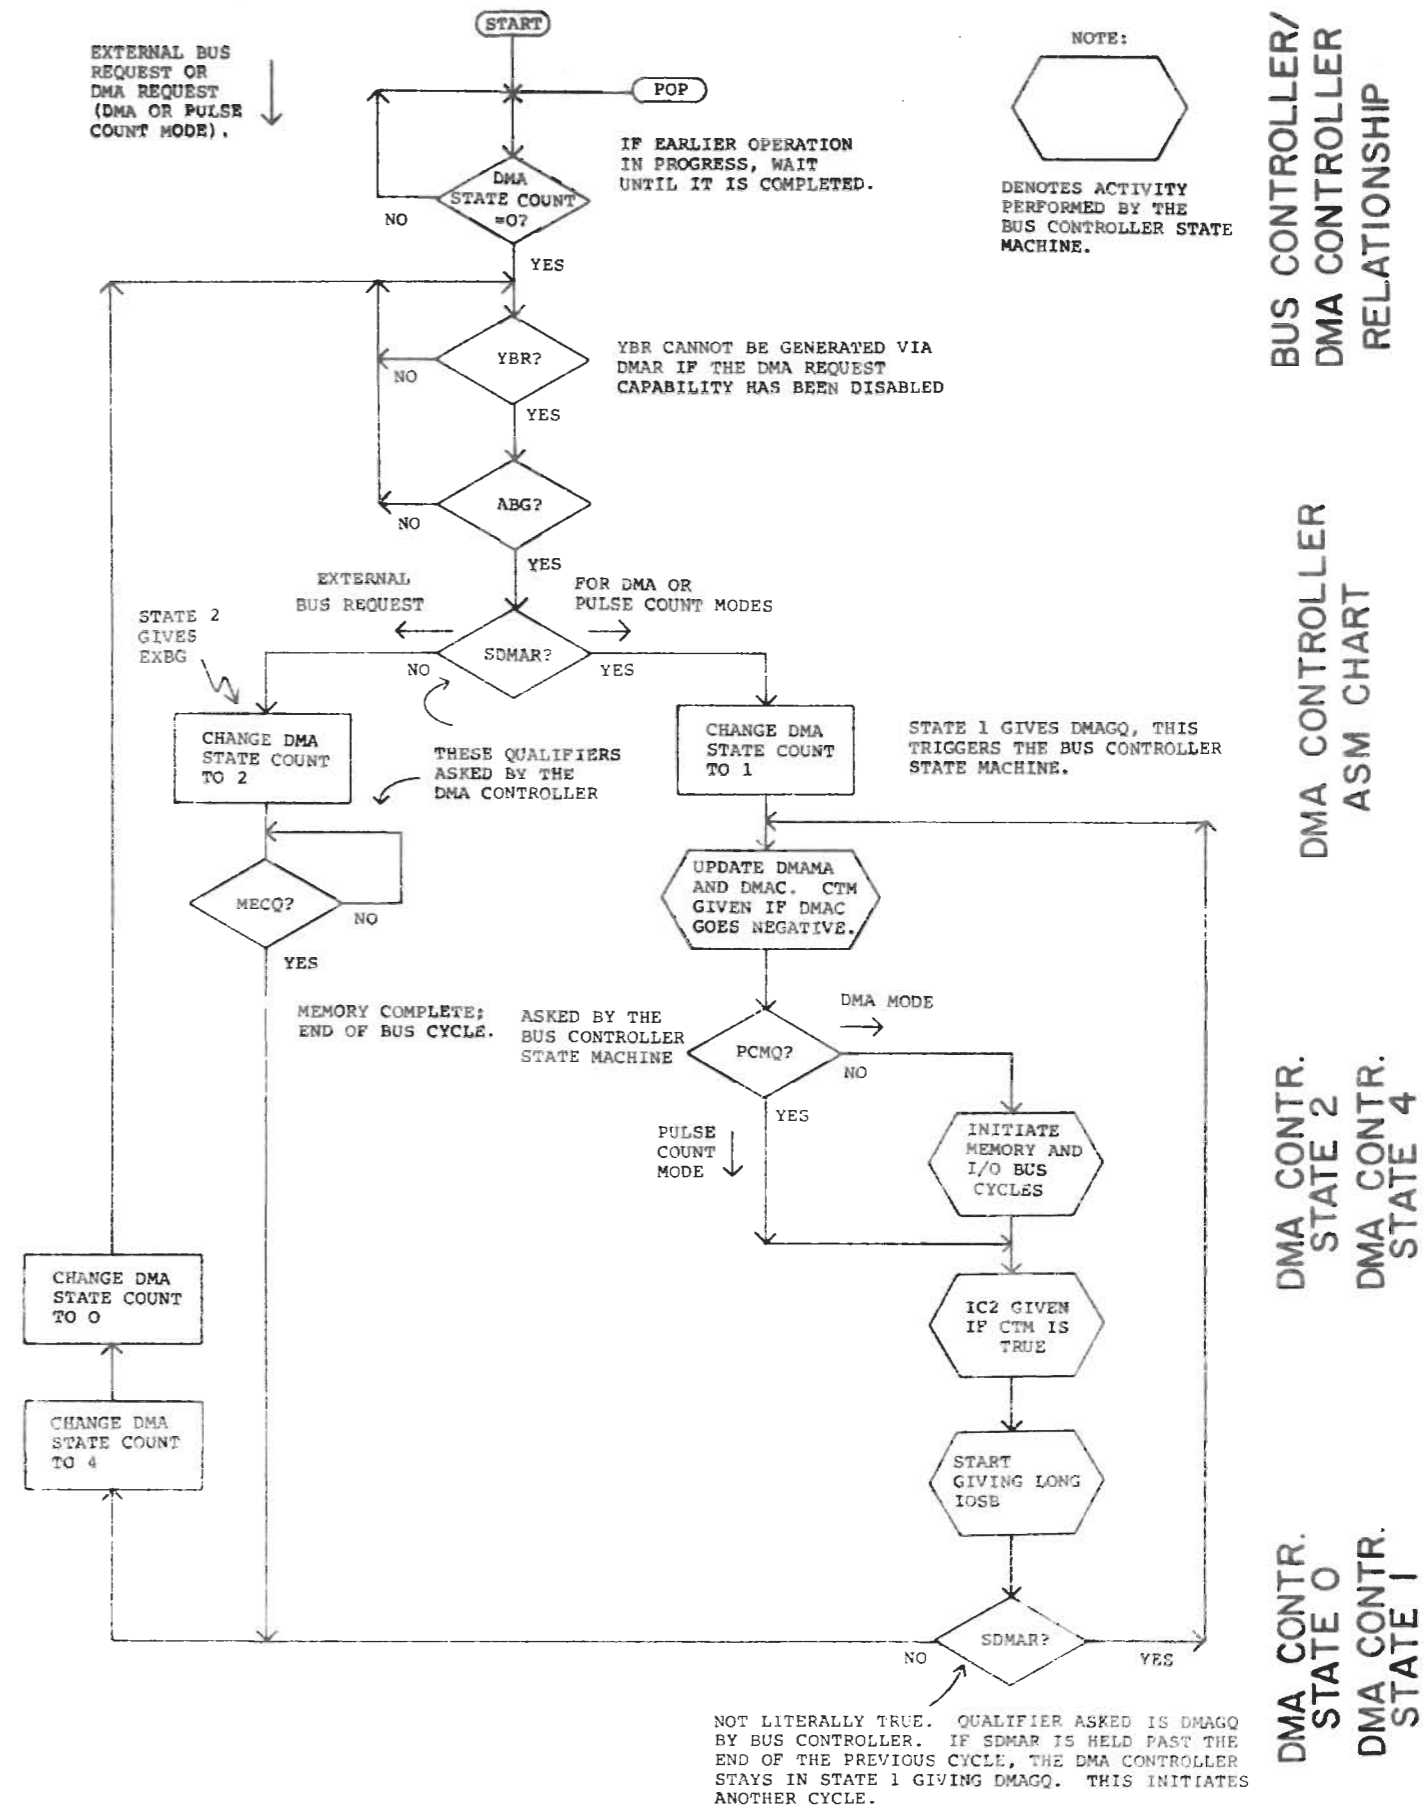 START
EXTERNAL BUS
REQUEST OR
DMA REQUEST
(DMA OR PULSE
COUNT MODE).
POP
NOTE:
IF EARLIER OPERATION
IN PROGRESS, WAIT
UNTIL IT IS COMPLETED.
DMA
STATE COUNT
=0?
NO
YES
DENOTES ACTIVITY
PERFORMED BY THE
BUS CONTROLLER STATE
MACHINE.
BUS CONTROLLER/
DMA CONTROLLER
RELATIONSHIP
YBR?
NO
YES
YBR CANNOT BE GENERATED VIA
DMAR IF THE DMA REQUEST
CAPABILITY HAS BEEN DISABLED
ABG?
NO
YES
DMA CONTROLLER
ASM CHART
EXTERNAL
BUS REQUEST
FOR DMA OR
PULSE COUNT MODES
STATE 2
GIVES
EXBG
SDMAR?
NO
YES
CHANGE DMA
STATE COUNT
TO 2
THESE QUALIFIERS
ASKED BY THE
DMA CONTROLLER
CHANGE DMA
STATE COUNT
TO 1
STATE 1 GIVES DMAGQ, THIS
TRIGGERS THE BUS CONTROLLER
STATE MACHINE.
MECQ?
NO
YES
UPDATE DMAMA
AND DMAC. CTM
GIVEN IF DMAC
GOES NEGATIVE.
MEMORY COMPLETE;
END OF BUS CYCLE.
ASKED BY THE
BUS CONTROLLER
STATE MACHINE
DMA MODE
PCMQ?
NO
YES
PULSE
COUNT
MODE
INITIATE
MEMORY AND
I/O BUS
CYCLES
DMA CONTR.
STATE 2
DMA CONTR.
STATE 4
CHANGE DMA
STATE COUNT
TO 0
IC2 GIVEN
IF CTM IS
TRUE
CHANGE DMA
STATE COUNT
TO 4
START
GIVING LONG
IOSB
SDMAR?
NO
YES
DMA CONTR.
STATE 0
DMA CONTR.
STATE 1
NOT LITERALLY TRUE. QUALIFIER ASKED IS DMAGQ
BY BUS CONTROLLER. IF SDMAR IS HELD PAST THE
END OF THE PREVIOUS CYCLE, THE DMA CONTROLLER
STAYS IN STATE 1 GIVING DMAGQ. THIS INITIATES
ANOTHER CYCLE.